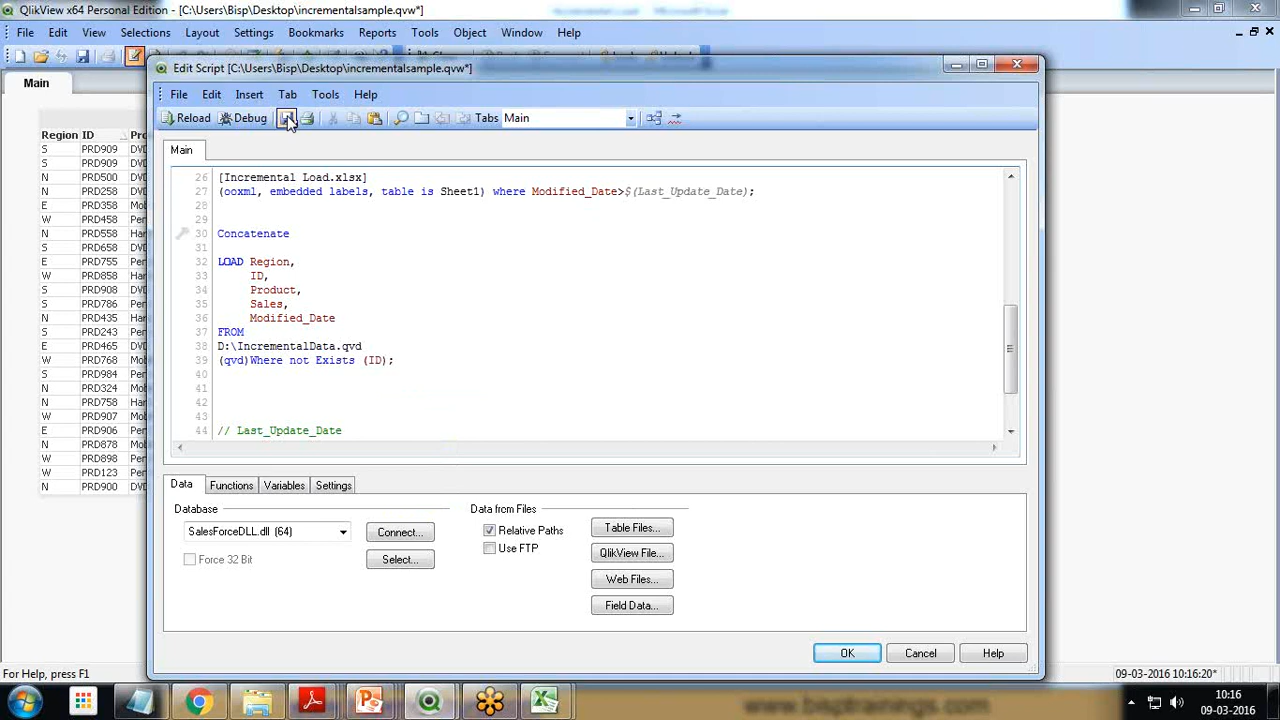 QlikView x64 Personal Edition - [C:\Users\Bisp\Desktop\incrementalsample.qvw*]
File Edit View Selections Layout Settings Bookmarks Reports Tools Object Window Help
Main
Edit Script [C:\Users\Bisp\Desktop\incrementalsample.qvw*]
File Edit Insert Tab Tools Help
Reload Debug Tabs Main
Main
Region ID
S PRD909
S PRD909
N PRD500
N PRD258
E PRD358
W PRD458
N PRD558
S PRD658
E PRD755
W PRD858
S PRD908
S PRD786
N PRD435
S PRD243
E PRD465
W PRD768
S PRD984
N PRD324
N PRD758
W PRD907
E PRD906
N PRD878
W PRD898
W PRD123
N PRD900
26 [Incremental Load.xlsx]
27 (ooxml, embedded labels, table is Sheet1) where Modified_Date>$(Last_Update_Date);
28
29
30 Concatenate
31
32 LOAD Region,
33 ID,
34 Product,
35 Sales,
36 Modified_Date
37 FROM
38 D:\IncrementalData.qvd
39 (qvd)Where not Exists (ID);
40
41
42
43
44 // Last_Update_Date
Data Functions Variables Settings
Database
SalesForceDLL.dll (64)
Connect...
Force 32 Bit
Select...
Data from Files
Relative Paths
Use FTP
Table Files...
QlikView File...
Web Files...
Field Data...
OK Cancel Help
For Help, press F1
09-03-2016 10:16:20*
www.bisptrainings.com
10:16
09-03-2016